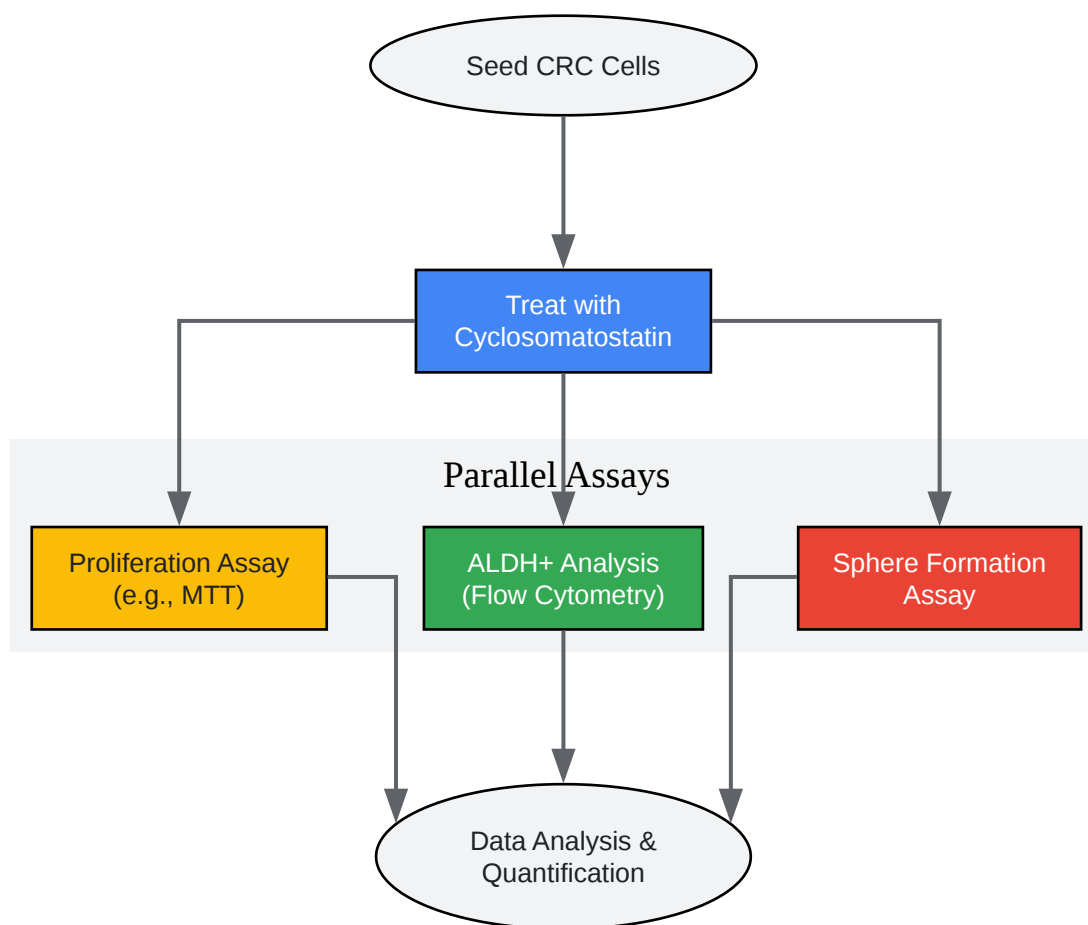 Seed CRC Cells
Treat with
Cyclosomatostatin
Parallel Assays
Proliferation Assay
(e.g., MTT)
ALDH+ Analysis
(Flow Cytometry)
Sphere Formation
Assay
Data Analysis &
Quantification